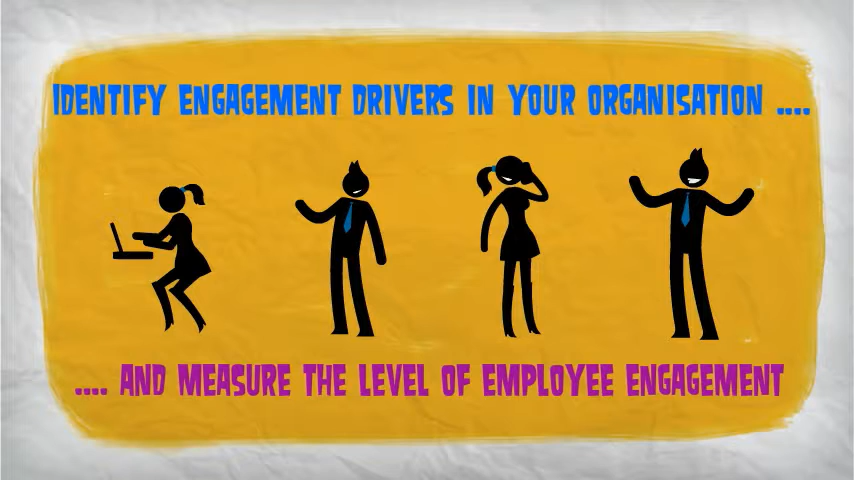 IDENTIFY ENGAGEMENT DRIVERS IN YOUR ORGANISATION ....
.... AND MEASURE THE LEVEL OF EMPLOYEE ENGAGEMENT